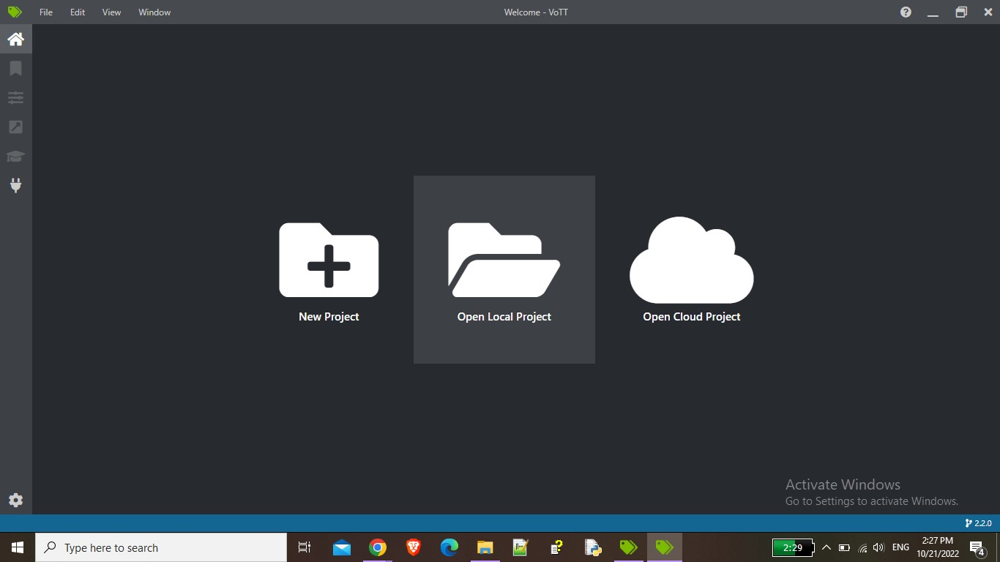 File Edit View Window Welcome - VoTT
New Project Open Local Project Open Cloud Project
Activate Windows
Go to Settings to activate Windows.
2.2.0
Type here to search
2:29
ENG
2:27 PM
10/21/2022
4